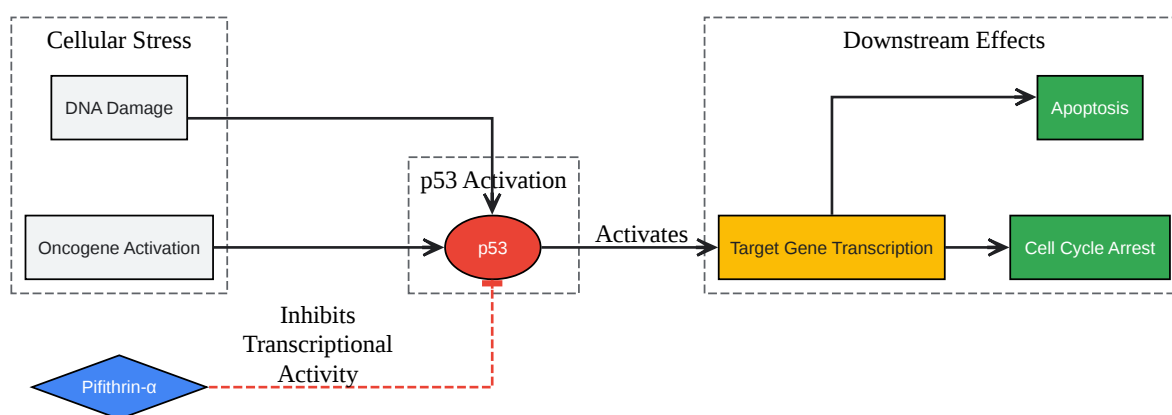 Cellular Stress
Downstream Effects
DNA Damage
Apoptosis
p53 Activation
Oncogene Activation
p53
Activates
Target Gene Transcription
Cell Cycle Arrest
Inhibits
Transcriptional
Activity
Pifithrin-α